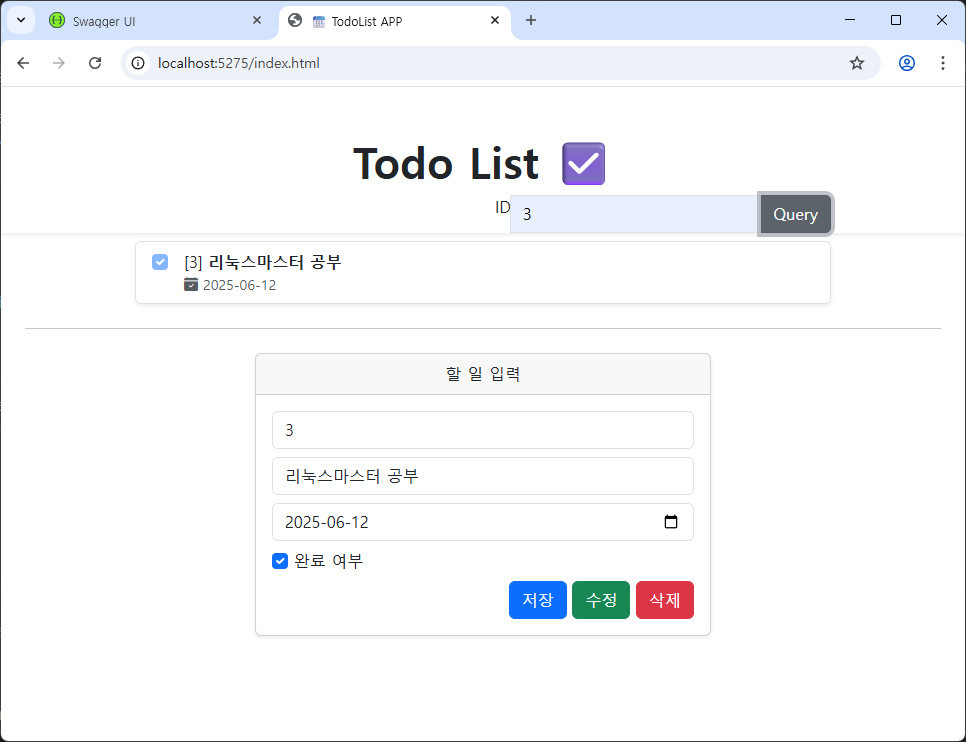 Swagger UI
TodoList APP
localhost:5275/index.html
Todo List
ID 3 Query
[3] 리눅스마스터 공부
2025-06-12
할 일 입력
3
리눅스마스터 공부
2025-06-12
완료 여부
저장 수정 삭제